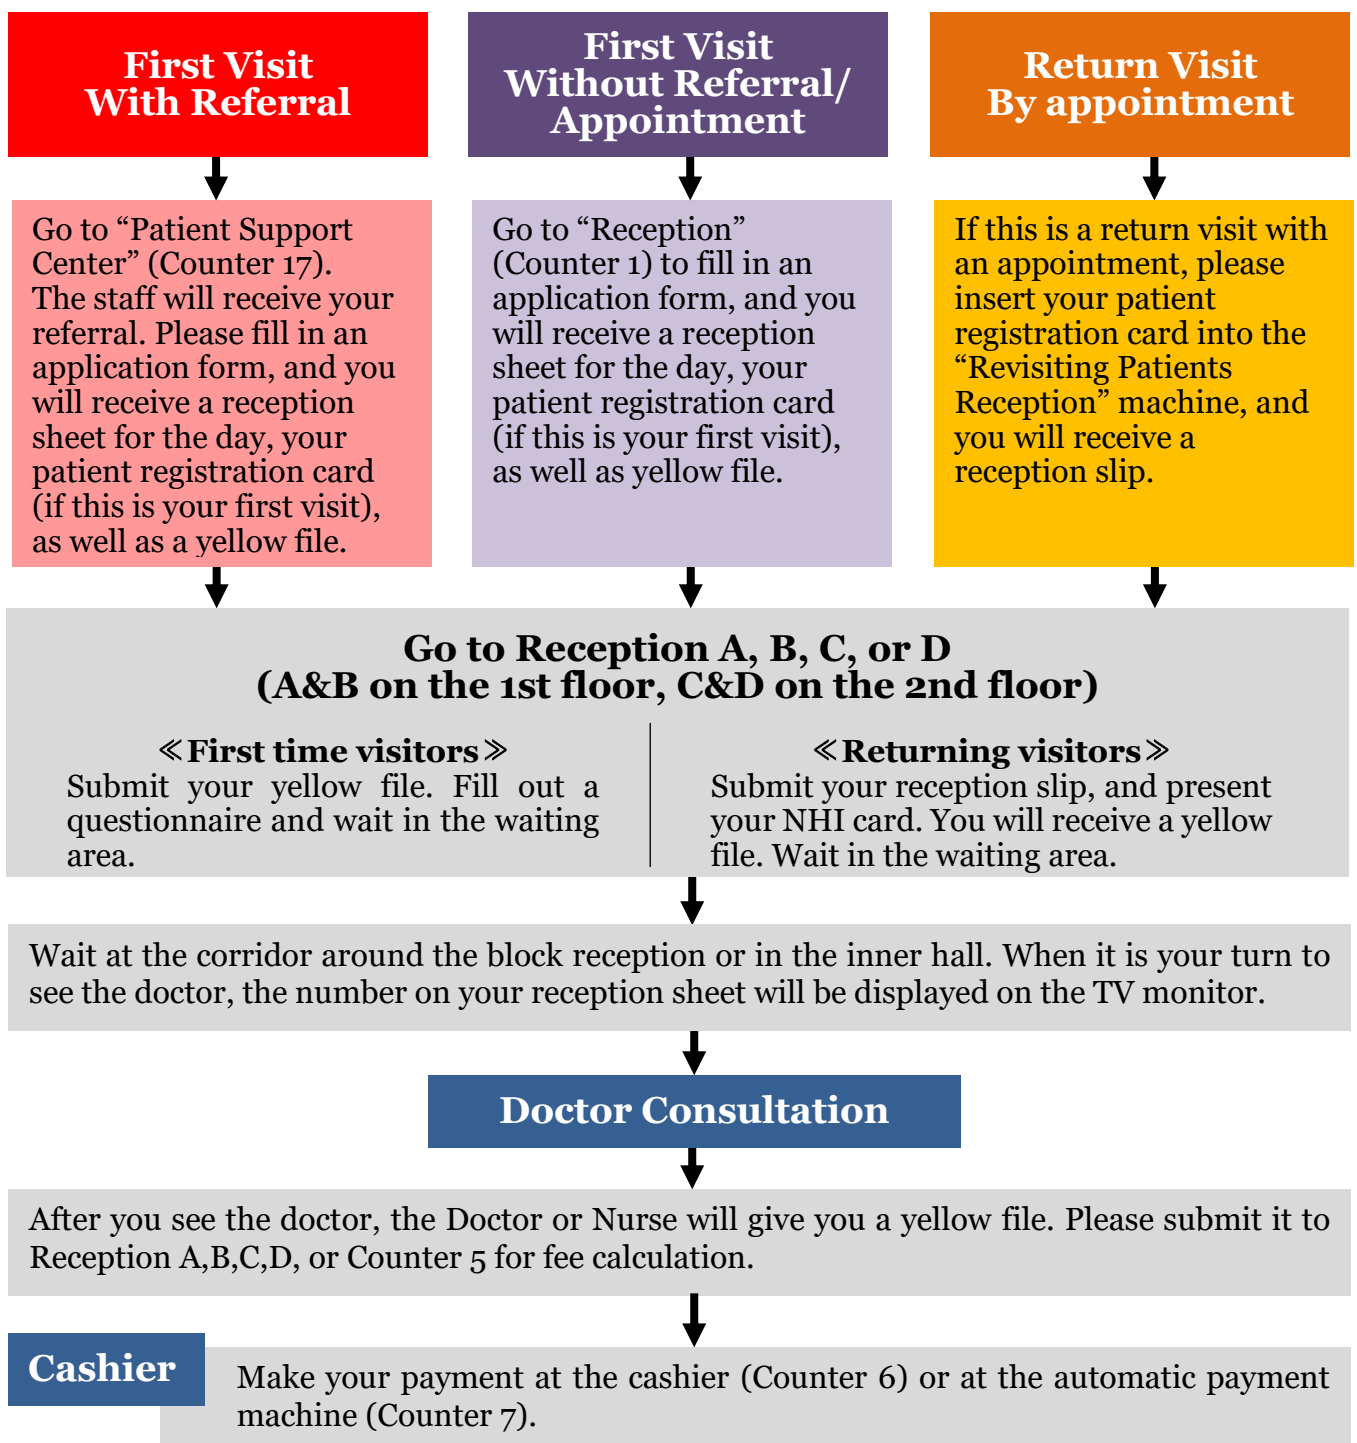 First Visit
With Referral
First Visit
Without Referral/
Appointment
Return Visit
By appointment
Go to “Patient Support
Center” (Counter 17).
The staff will receive your
referral. Please fill in an
application form, and you
will receive a reception
sheet for the day, your
patient registration card
(if this is your first visit),
as well as a yellow file.
Go to “Reception”
(Counter 1) to fill in an
application form, and you
will receive a reception
sheet for the day, your
patient registration card
(if this is your first visit),
as well as yellow file.
If this is a return visit with
an appointment, please
insert your patient
registration card into the
“Revisiting Patients
Reception” machine, and
you will receive a
reception slip.
Go to Reception A, B, C, or D
(A&B on the 1st floor, C&D on the 2nd floor)
≪First time visitors≫
Submit your yellow file. Fill out a
questionnaire and wait in the waiting
area.
≪Returning visitors≫
Submit your reception slip, and present
your NHI card. You will receive a yellow
file. Wait in the waiting area.
Wait at the corridor around the block reception or in the inner hall. When it is your turn to
see the doctor, the number on your reception sheet will be displayed on the TV monitor.
Doctor Consultation
After you see the doctor, the Doctor or Nurse will give you a yellow file. Please submit it to
Reception A,B,C,D, or Counter 5 for fee calculation.
Cashier
Make your payment at the cashier (Counter 6) or at the automatic payment
machine (Counter 7).